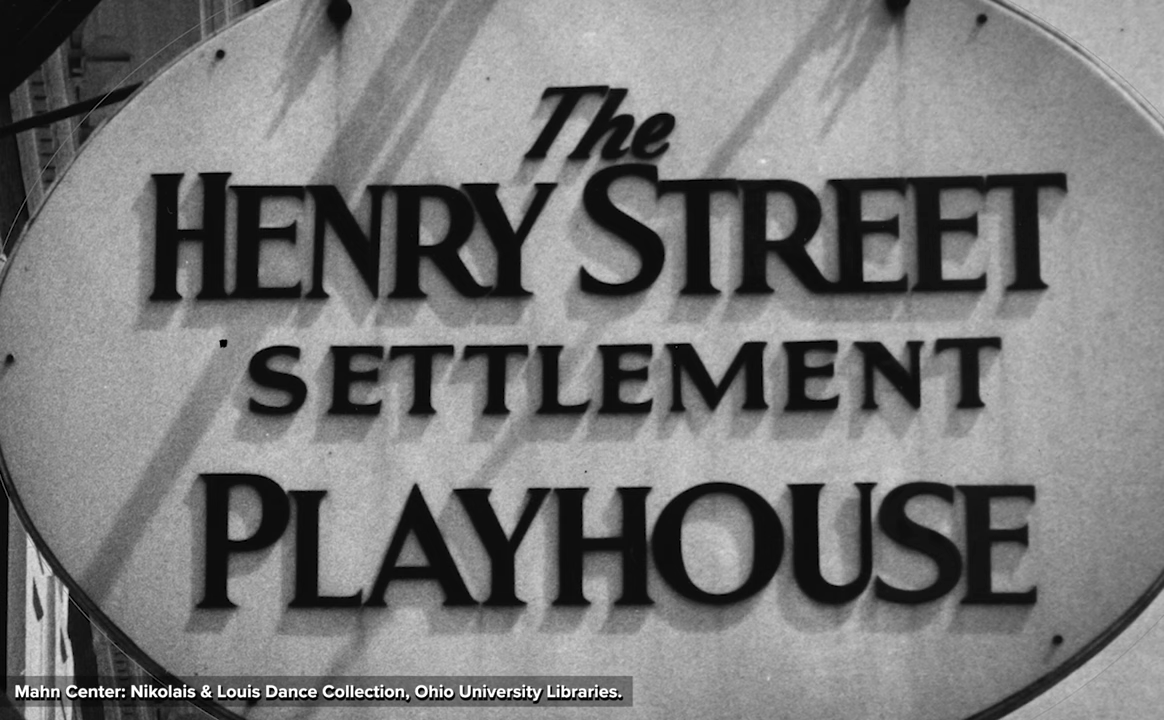 The
HENRY STREET
SETTLEMENT
PLAYHOUSE
Mahn Center: Nikolais & Louis Dance Collection, Ohio University Libraries.